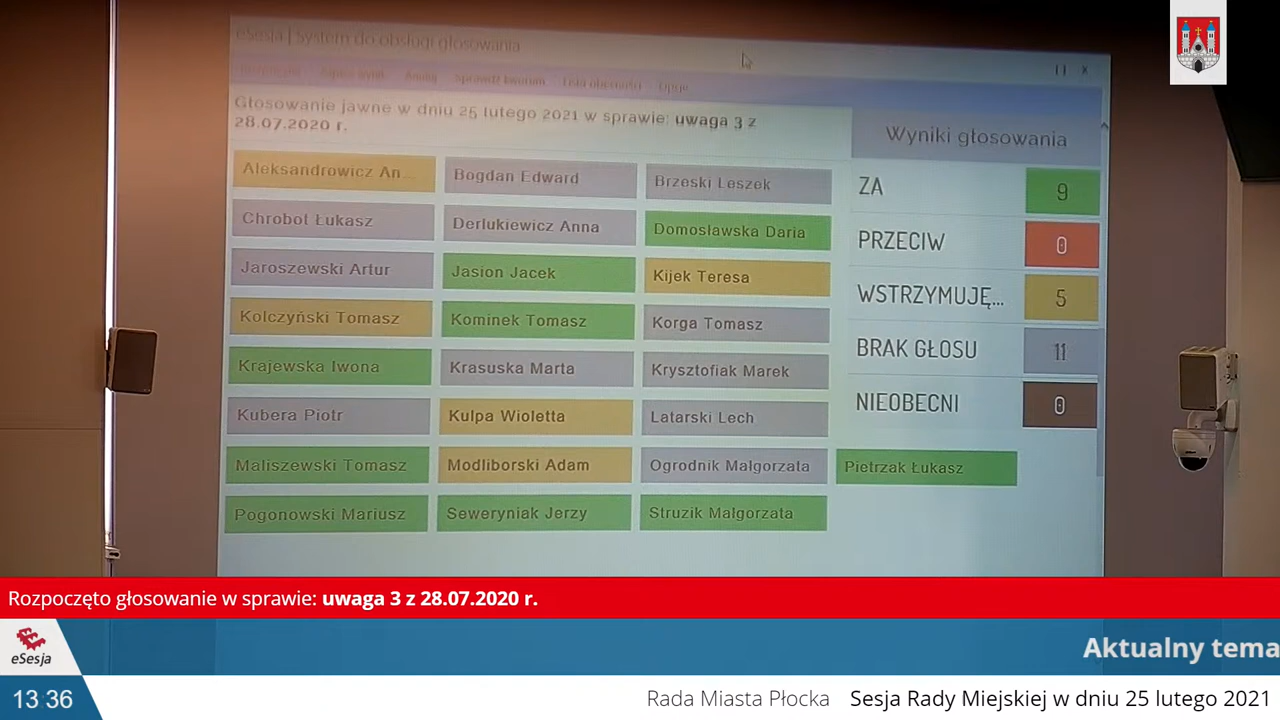 eSesja | System do obsługi głosowania
Sprawdź kworum Lista obecności Opcje
Głosowanie jawne w dniu 25 lutego 2021 w sprawie: uwaga 3 z
28.07.2020 r.
Wyniki głosowania
Aleksandrowicz An... Bogdan Edward Brzeski Leszek
ZA 9
Chrobot Łukasz Derlukiewicz Anna Domosławska Daria
PRZECIW 0
Jaroszewski Artur Jasion Jacek Kijek Teresa
WSTRZYMUJĘ... 5
Kolczyński Tomasz Kominek Tomasz Korga Tomasz
BRAK GŁOSU 11
Krajewska Iwona Krasuska Marta Krysztofiak Marek
NIEOBECNI 0
Kubera Piotr Kulpa Wioletta Latarski Lech
Maliszewski Tomasz Modliborski Adam Ogrodnik Małgorzata Pietrzak Łukasz
Pogonowski Mariusz Seweryniak Jerzy Struzik Małgorzata
Rozpoczęto głosowanie w sprawie: uwaga 3 z 28.07.2020 r.
eSesja
Aktualny tema
13:36
Rada Miasta Płocka Sesja Rady Miejskiej w dniu 25 lutego 2021